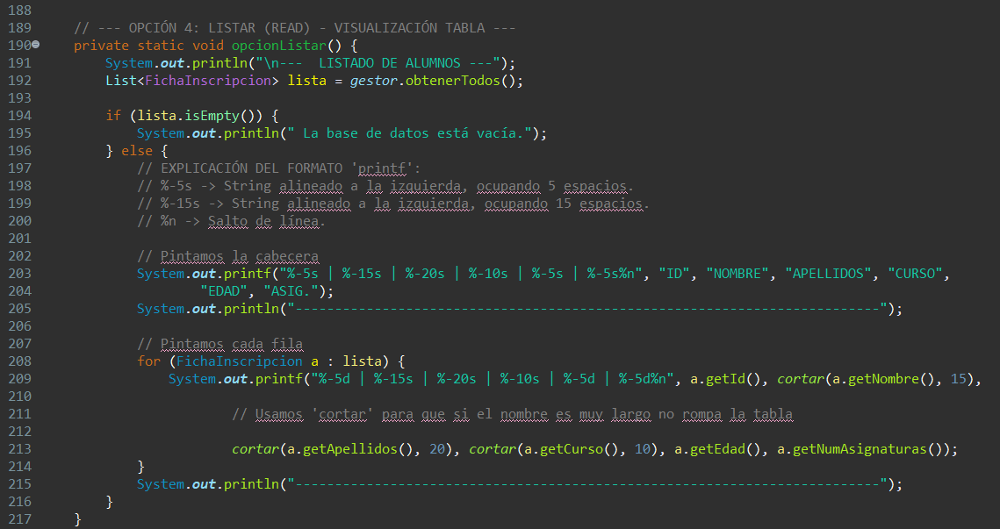 188
189 // --- OPCIÓN 4: LISTAR (READ) - VISUALIZACIÓN TABLA ---
190 private static void opcionListar() {
191 System.out.println("\n---  LISTADO DE ALUMNOS ---");
192 List<FichaInscripcion> lista = gestor.obtenerTodos();
193
194 if (lista.isEmpty()) {
195 System.out.println(" La base de datos está vacía.");
196 } else {
197 // EXPLICACIÓN DEL FORMATO 'printf':
198 // %-5s -> String alineado a la izquierda, ocupando 5 espacios.
199 // %-15s -> String alineado a la izquierda, ocupando 15 espacios.
200 // %n -> Salto de línea.
201
202 // Pintamos la cabecera
203 System.out.printf("%-5s | %-15s | %-20s | %-10s | %-5s | %-5s%n", "ID", "NOMBRE", "APELLIDOS", "CURSO",
204 "EDAD", "ASIG.");
205 System.out.println("--------------------------------------------------------------------------");
206
207 // Pintamos cada fila
208 for (FichaInscripcion a : lista) {
209 System.out.printf("%-5d | %-15s | %-20s | %-10s | %-5d | %-5d%n", a.getId(), cortar(a.getNombre(), 15),
210
211 // Usamos 'cortar' para que si el nombre es muy largo no rompa la tabla
212
213 cortar(a.getApellidos(), 20), cortar(a.getCurso(), 10), a.getEdad(), a.getNumAsignaturas());
214 }
215 System.out.println("--------------------------------------------------------------------------");
216 }
217 }